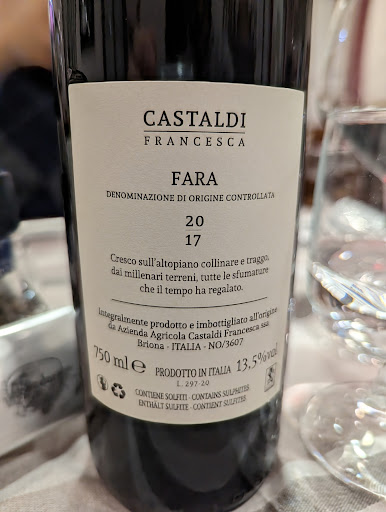 CASTALDI
FRANCESCA
FARA
DENOMINAZIONE DI ORIGINE CONTROLLATA
20
17
Cresco sull'altopiano collinare e traggo,
dai millenari terreni, tutte le sfumature
che il tempo ha regalato.
Integralmente prodotto e imbottigliato all'origine
da Azienda Agricola Castaldi Francesca ssa
Briona - ITALIA - NO/3607
750 ml e PRODOTTO IN ITALIA 13,5%vol
L. 297-20
CONTIENE SOLFITI - CONTAINS SULPHITES
ENTHÄLT SULFITE - CONTIENT SULFITES